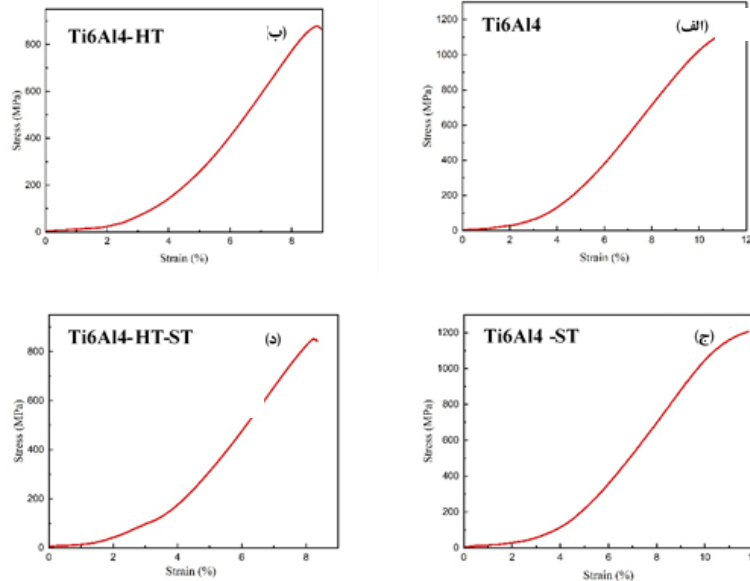 Ti6Al4-HT
(ب)
800
600
400
200
0
Stress (MPa)
0 2 4 6 8
Strain (%)
Ti6Al4
(الف)
1200
1000
800
600
400
200
0
Stress (MPa)
0 2 4 6 8 10 12
Strain (%)
Ti6Al4-HT-ST
(د)
800
600
400
200
0
Stress (MPa)
0 2 4 6 8
Strain (%)
Ti6Al4 -ST
(ج)
1200
1000
800
600
400
200
0
Stress (MPa)
0 2 4 6 8 10
Strain (%)